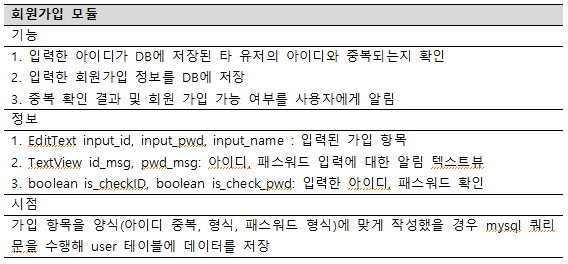 회원가입 모듈
기능
1. 입력한 아이디가 DB에 저장된 타 유저의 아이디와 중복되는지 확인
2. 입력한 회원가입 정보를 DB에 저장
3. 중복 확인 결과 및 회원 가입 가능 여부를 사용자에게 알림
정보
1. EditText input_id, input_pwd, input_name : 입력된 가입 항목
2. TextView id_msg, pwd_msg: 아이디, 패스워드 입력에 대한 알림 텍스트뷰
3. boolean is_checkID, boolean is_check_pwd: 입력한 아이디, 패스워드 확인
시점
가입 항목을 양식(아이디 중복, 형식, 패스워드 형식)에 맞게 작성했을 경우 mysql 쿼리
문을 수행해 user 테이블에 데이터를 저장